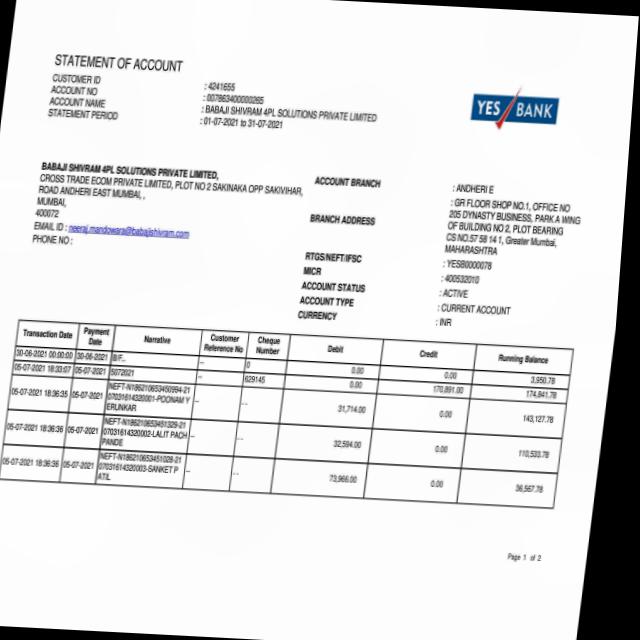 STATEMENT OF ACCOUNT
CUSTOMER ID : 4241655
ACCOUNT NO : 007863400000265
ACCOUNT NAME : BABAJI SHIVRAM 4PL SOLUTIONS PRIVATE LIMITED
STATEMENT PERIOD : 01-07-2021 to 31-07-2021
YES BANK
BABAJI SHIVRAM 4PL SOLUTIONS PRIVATE LIMITED,
CROSS TRADE ECOM PRIVATE LIMITED, PLOT NO 2 SAKINAKA OPP SAKIVIHAR,
ROAD ANDHERI EAST MUMBAI, ,
MUMBAI,
400072
EMAIL ID : neeraj.mandowara@babajishivram.com
PHONE NO :
ACCOUNT BRANCH : ANDHERI E
BRANCH ADDRESS : GR FLOOR SHOP NO.1, OFFICE NO
205 DYNASTY BUSINESS, PARK A WING
OF BUILDING NO 2, PLOT BEARING
CS NO.57 58 14 1, Greater Mumbai,
MAHARASHTRA
RTGS/NEFT/IFSC : YESB0000078
MICR : 400532010
ACCOUNT STATUS : ACTIVE
ACCOUNT TYPE : CURRENT ACCOUNT
CURRENCY : INR
Transaction Date Payment Date Narrative Customer Reference No Cheque Number Debit Credit Running Balance
30-06-2021 00:00:00 30-06-2021 B/F... -- 0 0.00 0.00 3,950.78
05-07-2021 18:33:07 05-07-2021 5072021 -- 629145 0.00 170,891.00 174,841.78
05-07-2021 18:36:35 05-07-2021 NEFT-N186210653450994-21 -- - - 31,714.00 0.00 143,127.78
07031614320001-POONAM Y
ERUNKAR
05-07-2021 18:36:36 05-07-2021 NEFT-N186210653451329-21 -- - - 32,594.00 0.00 110,533.78
07031614320002-LALIT PACH
PANDE
05-07-2021 18:36:36 05-07-2021 NEFT-N186210653451028-21 -- - - 73,966.00 0.00 36,567.78
07031614320003-SANKET P
ATIL
Page 1 of 2